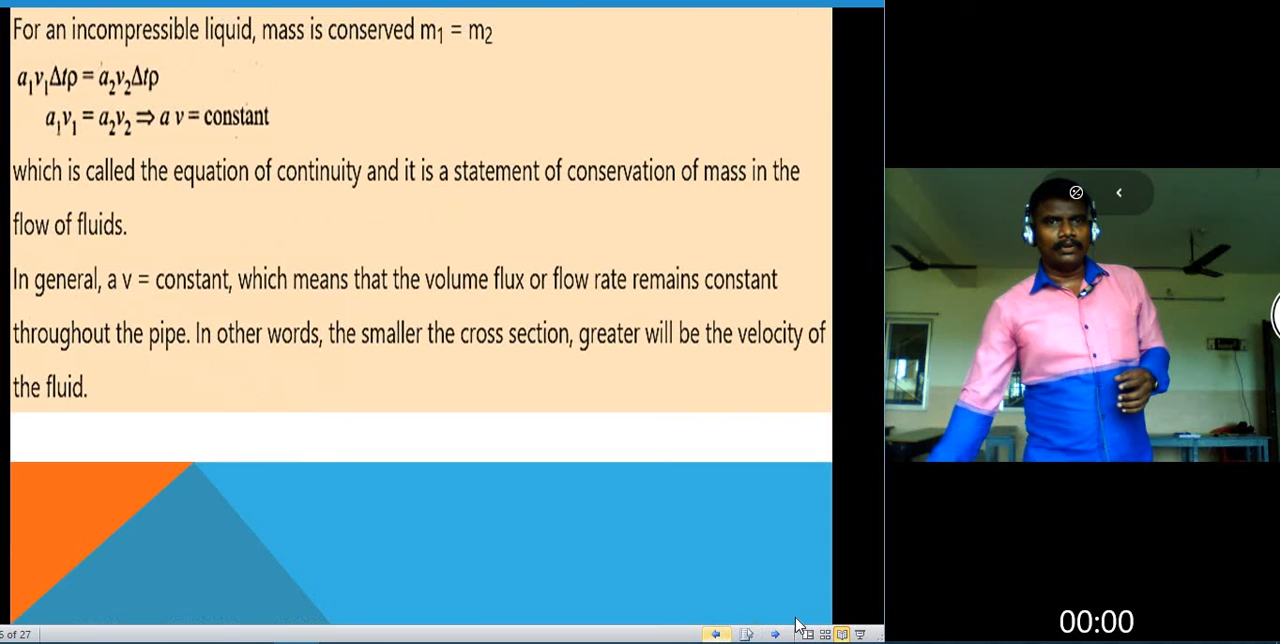 For an incompressible liquid, mass is conserved m₁ = m₂
a₁v₁Δtρ = a₂v₂Δtρ
a₁v₁ = a₂v₂ ⇒ a v = constant
which is called the equation of continuity and it is a statement of conservation of mass in the
flow of fluids.
In general, a v = constant, which means that the volume flux or flow rate remains constant
throughout the pipe. In other words, the smaller the cross section, greater will be the velocity of
the fluid.
of 27
00:00